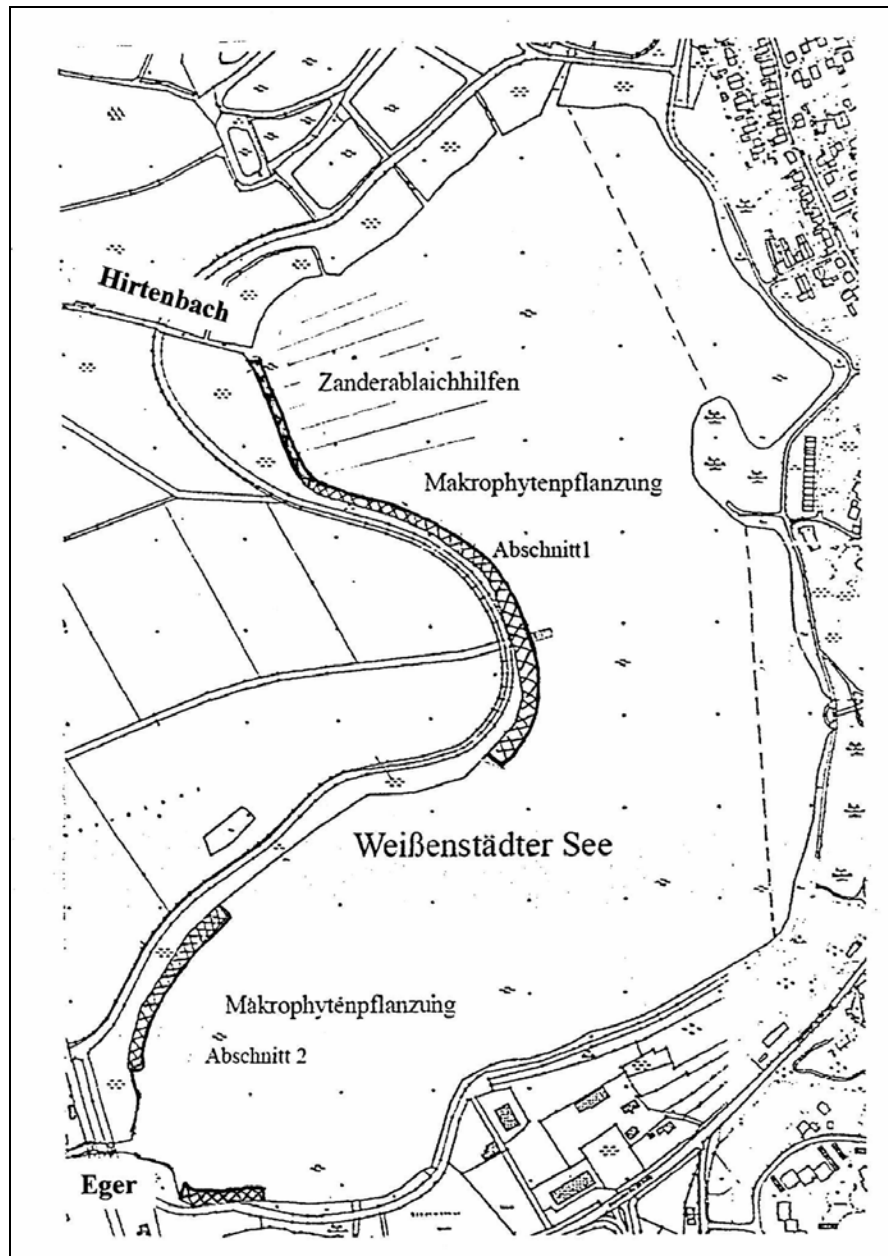 Hirtenbach
Zanderablaichhilfen
Makrophytenpflanzung
Abschnitt1
Weißenstädter See
Makrophytenpflanzung
Abschnitt 2
Eger